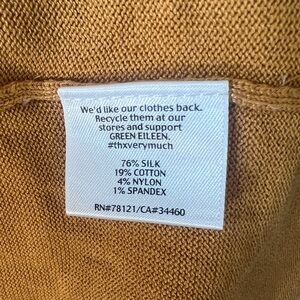 We'd like our clothes back.
Recycle them at our
stores and support
GREEN EILEEN.
#thxverymuch
76% SILK
19% COTTON
4% NYLON
1% SPANDEX
RN#78121/CA#34460